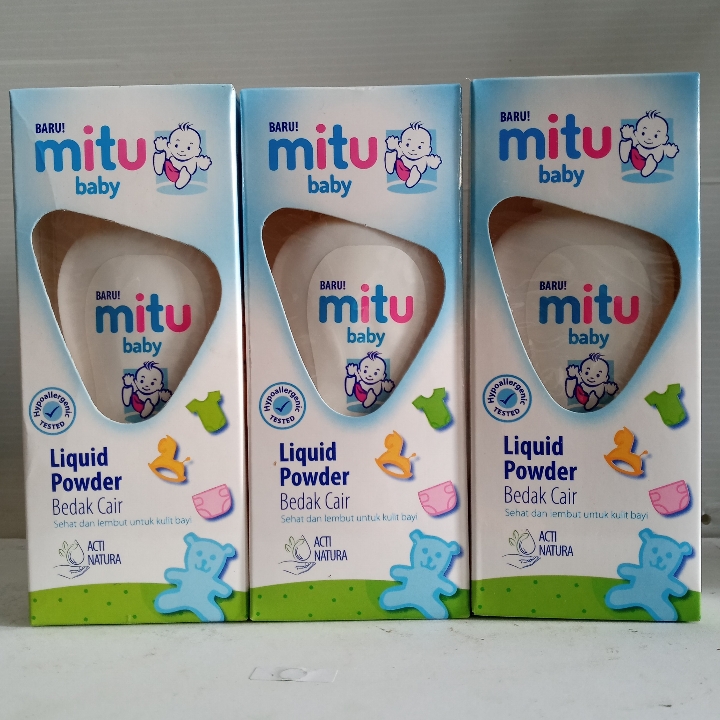 BARU!
mitu
baby
BARU!
mitu
baby
Hypoallergenic
TESTED
Liquid
Powder
Bedak Cair
Sehat dan lembut untuk kulit bayi
ACTI
NATURA
BARU!
mitu
baby
BARU!
mitu
baby
Hypoallergenic
TESTED
Liquid
Powder
Bedak Cair
Sehat dan lembut untuk kulit bayi
ACTI
NATURA
BARU!
mitu
baby
BARU!
mitu
baby
Hypoallergenic
TESTED
Liquid
Powder
Bedak Cair
Sehat dan lembut untuk kulit bayi
ACTI
NATURA